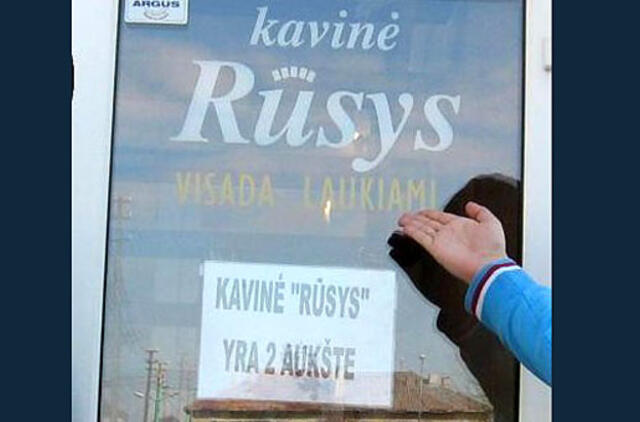 ARGUS
kavinė
Rūsys
VISADA LAUKIAMI
KAVINĖ "RŪSYS"
YRA 2 AUKŠTE